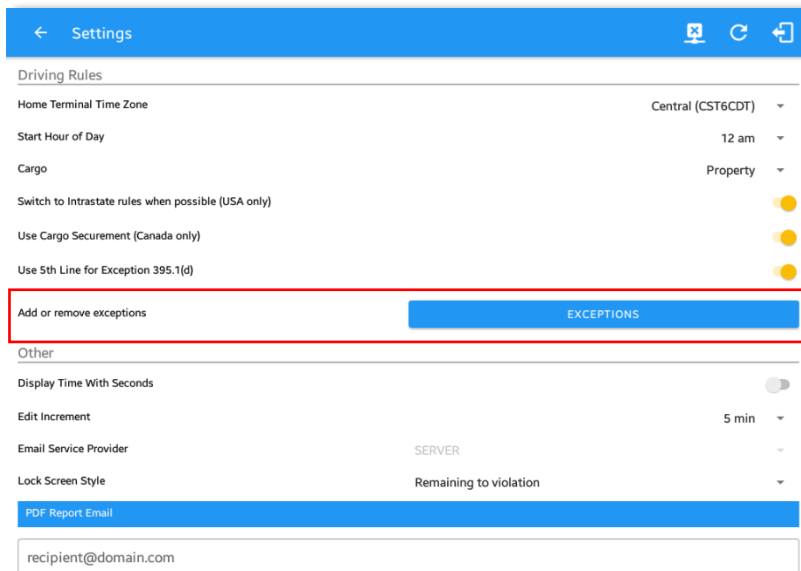 Settings
Driving Rules
Home Terminal Time Zone Central (CST6CDT)
Start Hour of Day 12 am
Cargo Property
Switch to Intrastate rules when possible (USA only)
Use Cargo Securement (Canada only)
Use 5th Line for Exception 395.1(d)
Add or remove exceptions EXCEPTIONS
Other
Display Time With Seconds
Edit Increment 5 min
Email Service Provider SERVER
Lock Screen Style Remaining to violation
PDF Report Email
recipient@domain.com